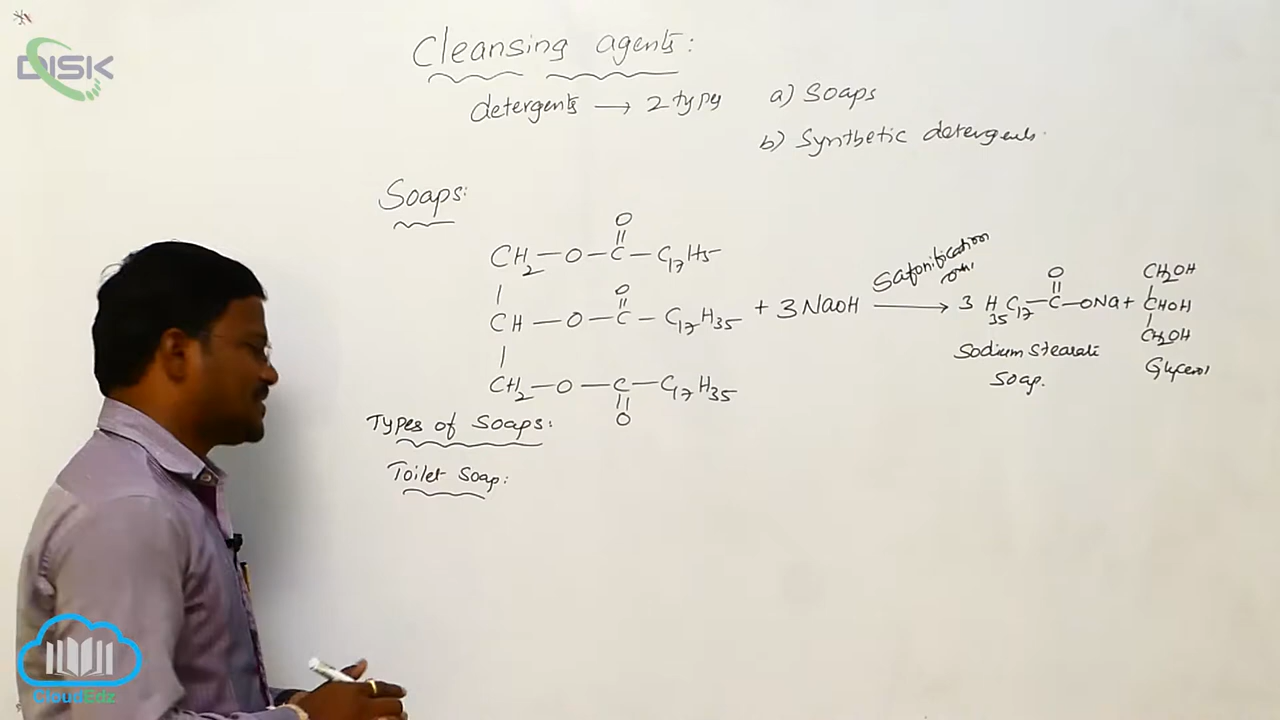 DISK
Cleansing agents:
detergents → 2 types a) Soaps
b) Synthetic detergents.
Soaps:
O
||
CH2 — O — C — C17H5
|
O
||
CH — O — C — C17H35 + 3 NaOH
|
CH2 — O — C — C17H35
||
O
Saponification
→
O
||
3 H35C17 — C — ONa + CH2OH
|
CHOH
|
CH2OH
Sodium stearate
Soap.
Glycerol
Types of Soaps:
Toilet Soap:
CloudEdz